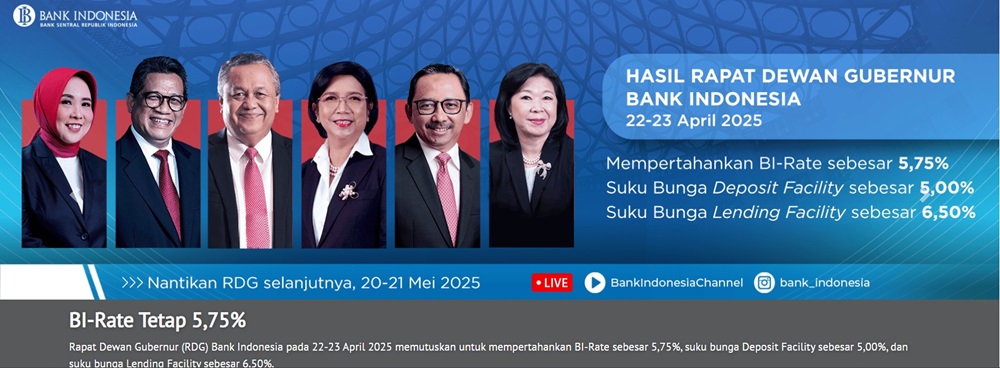 BANK INDONESIA
BANK SENTRAL REPUBLIK INDONESIA
HASIL RAPAT DEWAN GUBERNUR
BANK INDONESIA
22-23 April 2025
Mempertahankan BI-Rate sebesar 5,75%
Suku Bunga Deposit Facility sebesar 5,00%
Suku Bunga Lending Facility sebesar 6,50%
>>> Nantikan RDG selanjutnya, 20-21 Mei 2025
• LIVE
BankIndonesiaChannel
bank_indonesia
BI-Rate Tetap 5,75%
Rapat Dewan Gubernur (RDG) Bank Indonesia pada 22-23 April 2025 memutuskan untuk mempertahankan BI-Rate sebesar 5,75%, suku bunga Deposit Facility sebesar 5,00%, dan
suku bunga Lending Facility sebesar 6,50%.